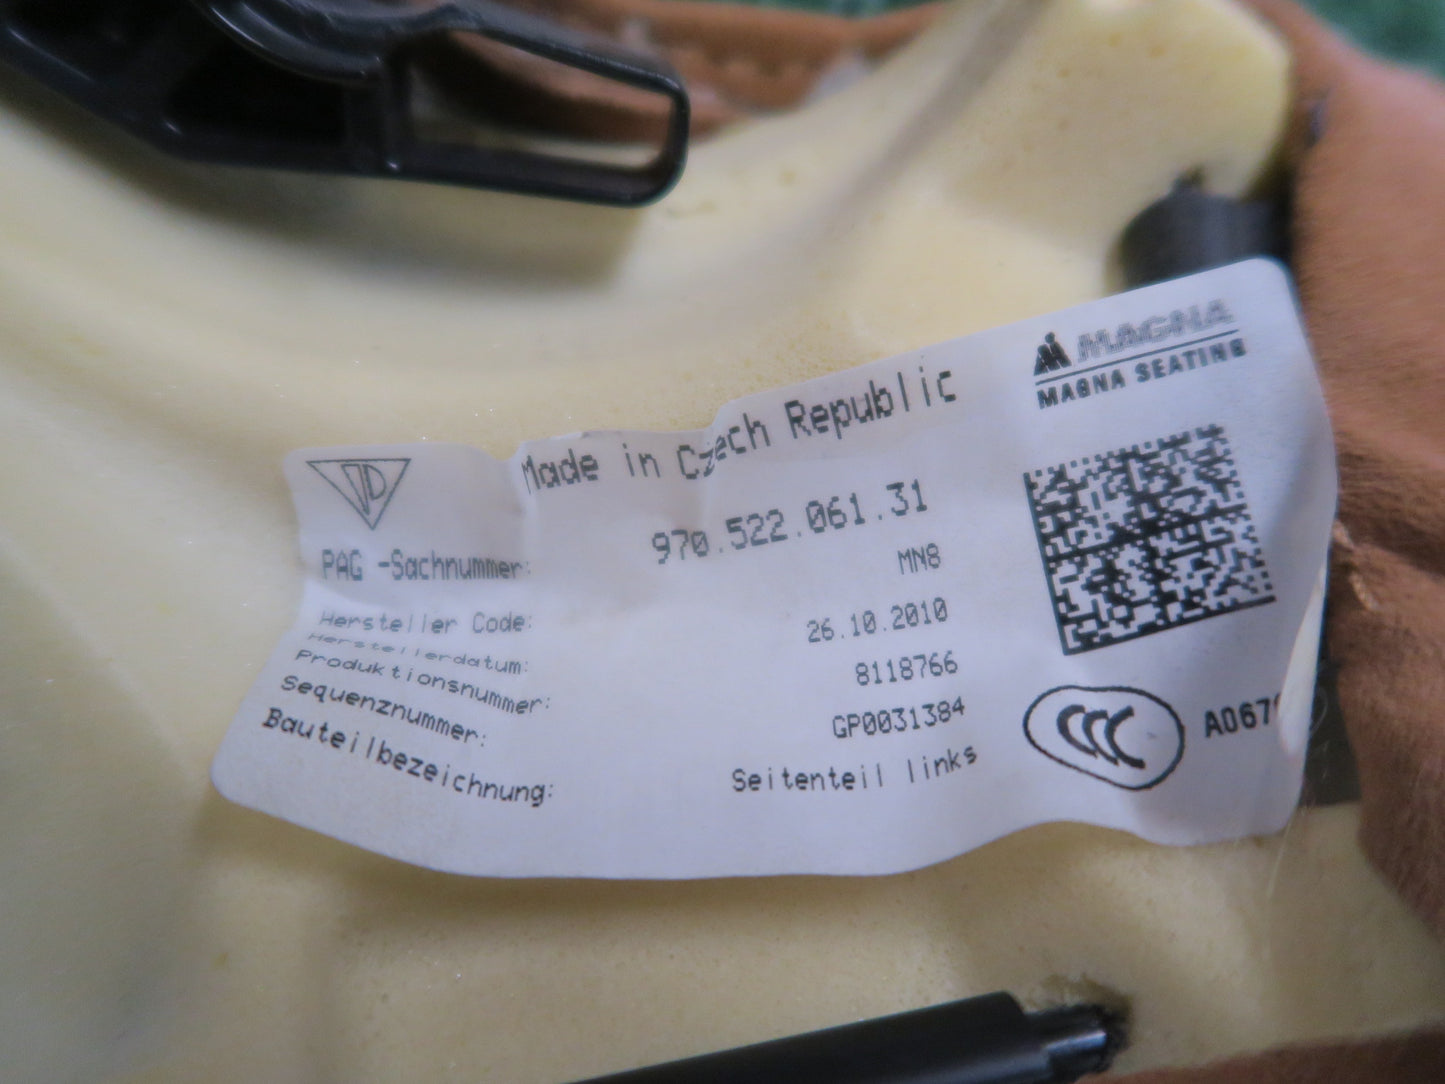 MAGNA
MAGNA SEATING
Made in Czech Republic
PAG -Sachnummer: 970.522.061.31
Hersteller Code: MN8
Herstellerdatum: 26.10.2010
Produktionsnummer: 8118766
Sequenznummer: GP0031384
Bauteilbezeichnung: Seitenteil links
CCC